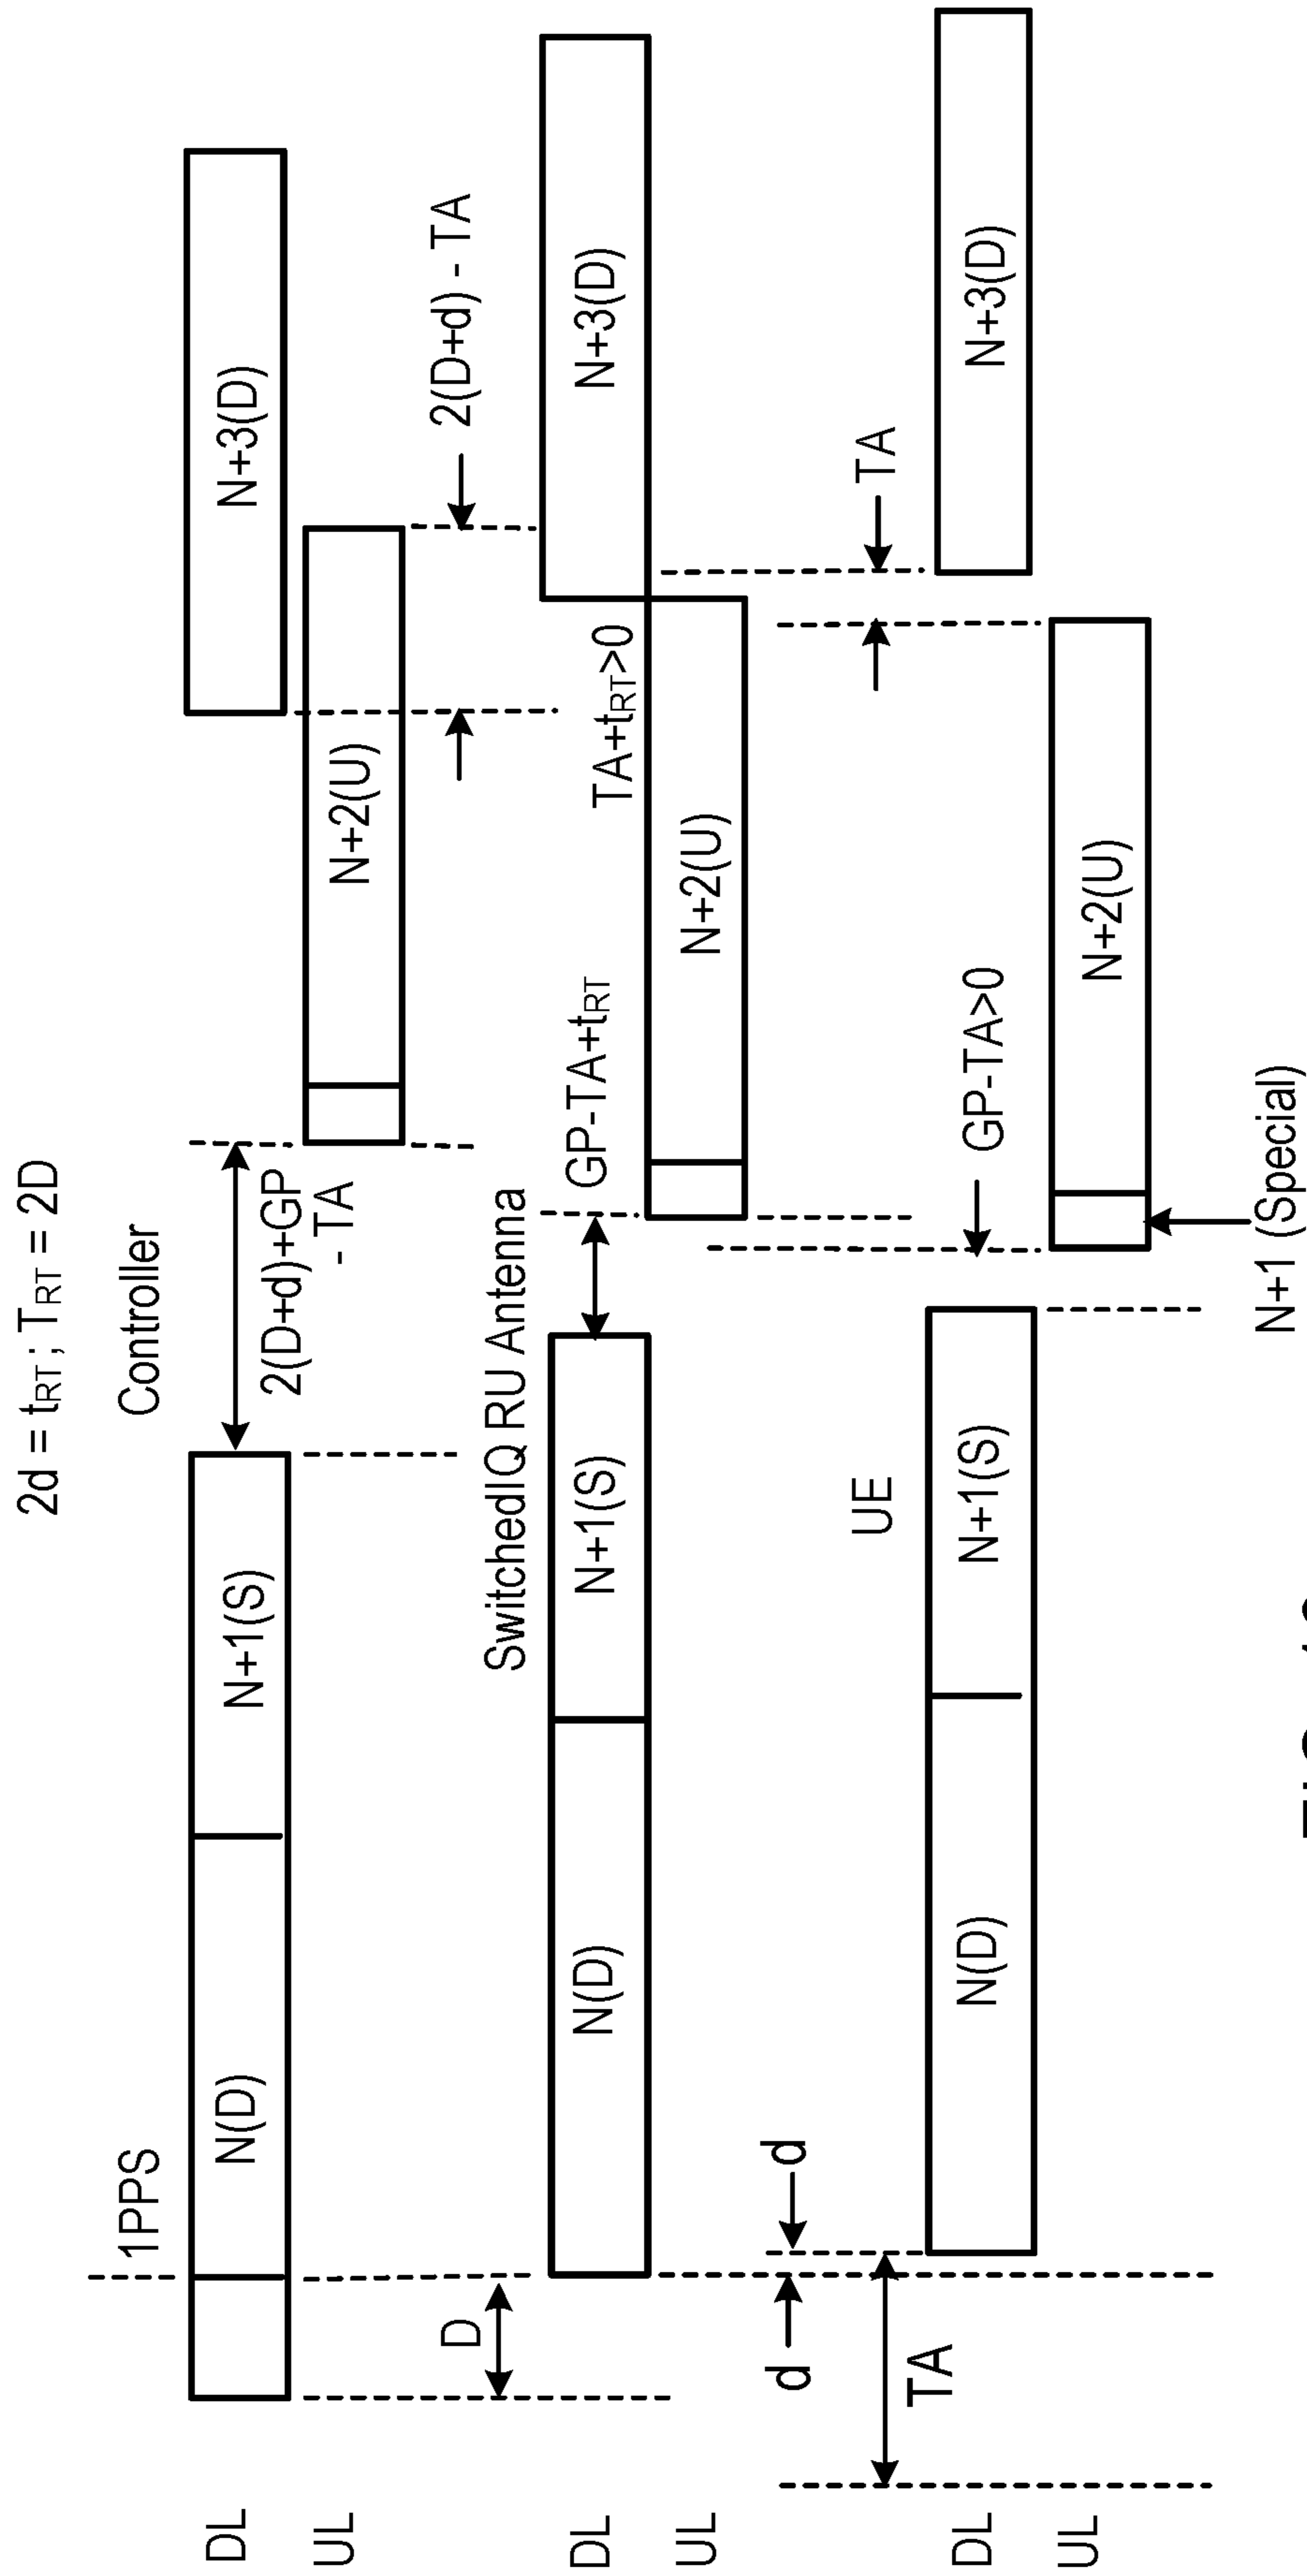 2d = tRT ; TRT = 2D
Controller
1PPS
DL
N(D)
N+1(S)
2(D+d)+GP
- TA
N+3(D)
UL
N+2(U)
D
2(D+d) - TA
SwitchedIQ RU Antenna
GP-TA+tRT
TA+tRT>0
DL
N(D)
N+1(S)
N+3(D)
UL
N+2(U)
d
d
TA
UE
GP-TA>0
TA
DL
N(D)
N+1(S)
N+3(D)
UL
N+2(U)
N+1 (Special)